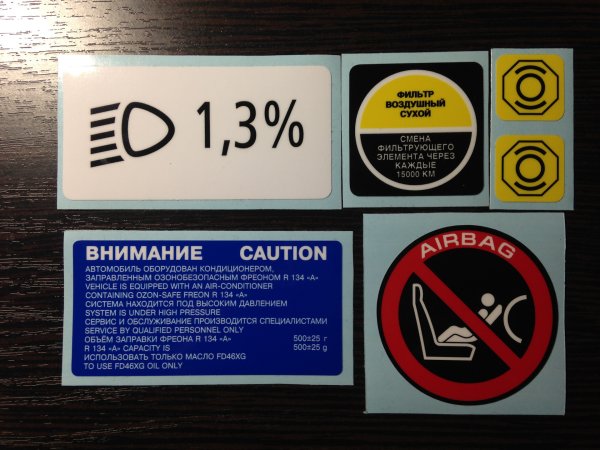 1,3%
ФИЛЬТР
ВОЗДУШНЫЙ
СУХОЙ
СМЕНА
ФИЛЬТРУЮЩЕГО
ЭЛЕМЕНТА ЧЕРЕЗ
КАЖДЫЕ
15000 КМ
ВНИМАНИЕ CAUTION
АВТОМОБИЛЬ ОБОРУДОВАН КОНДИЦИОНЕРОМ,
ЗАПРАВЛЕННЫМ ОЗОНОБЕЗОПАСНЫМ ФРЕОНОМ R 134 «A»
VEHICLE IS EQUIPPED WITH AN AIR-CONDITIONER
CONTAINING OZON-SAFE FREON R 134 «A»
СИСТЕМА НАХОДИТСЯ ПОД ВЫСОКИМ ДАВЛЕНИЕМ
SYSTEM IS UNDER HIGH PRESSURE
СЕРВИС И ОБСЛУЖИВАНИЕ ПРОИЗВОДИТСЯ СПЕЦИАЛИСТАМИ
SERVICE BY QUALIFIED PERSONNEL ONLY
ОБЪЁМ ЗАПРАВКИ ФРЕОНА R 134 «A» 500±25 г
R 134 «A» CAPACITY IS 500±25 g
ИСПОЛЬЗОВАТЬ ТОЛЬКО МАСЛО FD46XG
TO USE FD46XG OIL ONLY
AIRBAG